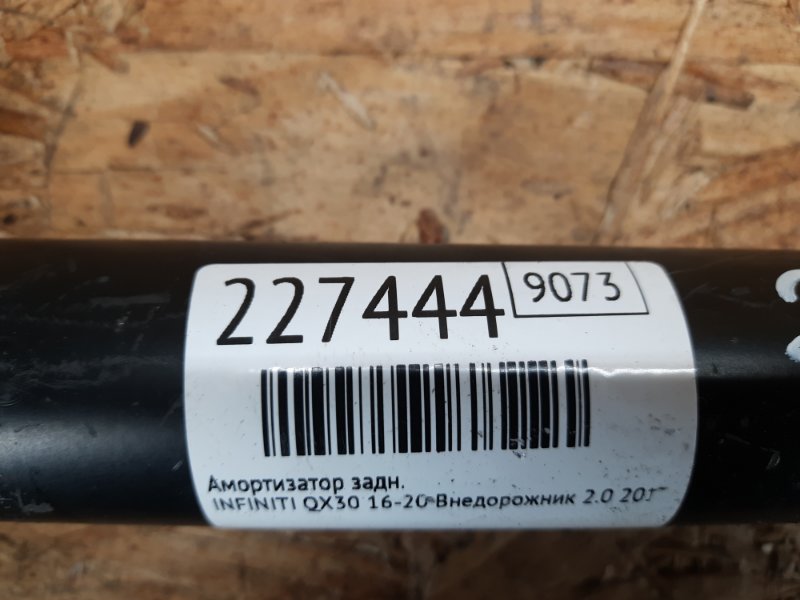 227444 9073
Амортизатор задн.
INFINITI QX30 16-20 Внедорожник 2.0